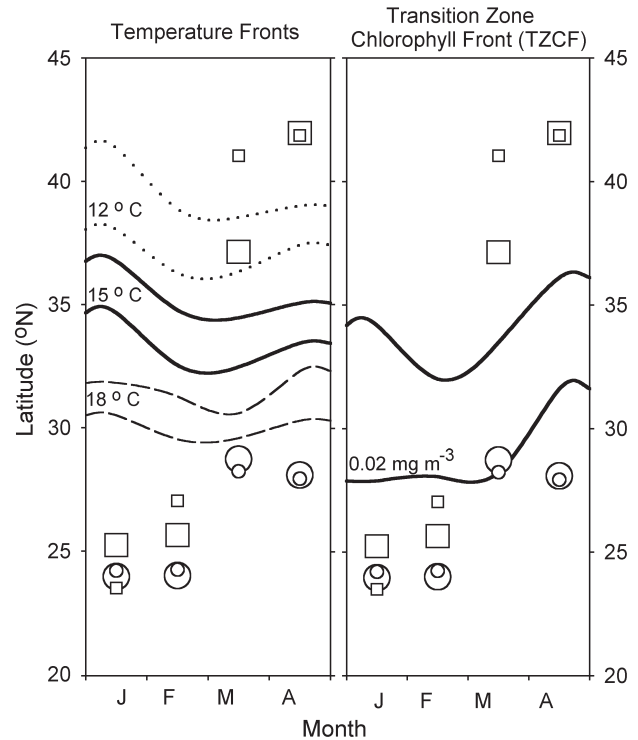 Temperature Fronts
Transition Zone
Chlorophyll Front (TZCF)
45
45
40
40
35
35
30
30
25
25
20
20
12 º C
15 º C
18 º C
0.02 mg m⁻³
Latitude (ºN)
J F M A
J F M A
Month